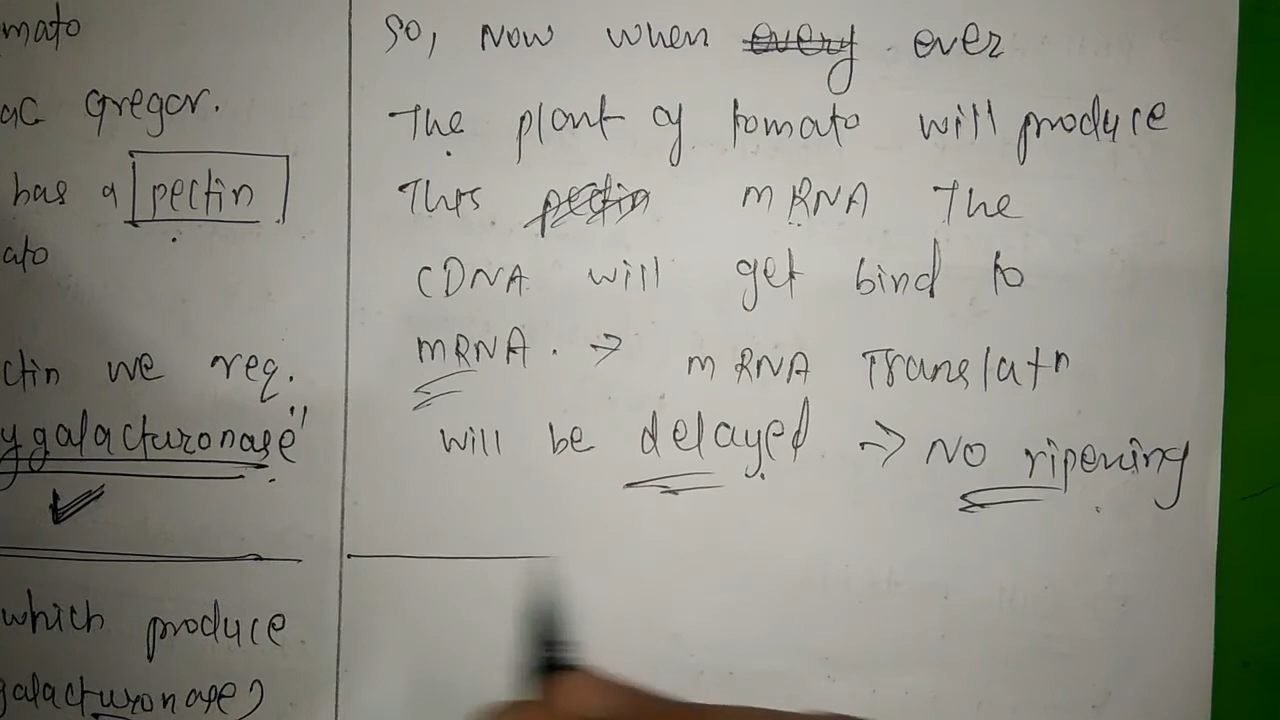 mato
ac Gregor.
has a pectin
ato
ctin we req.
ygalacturonase"
which produce
galacturonase)
So, Now when every ever
The plant of tomato will produce
This pectin mRNA The
CDNA will get bind to
mRNA. → mRNA Translatn
will be delayed → No ripening